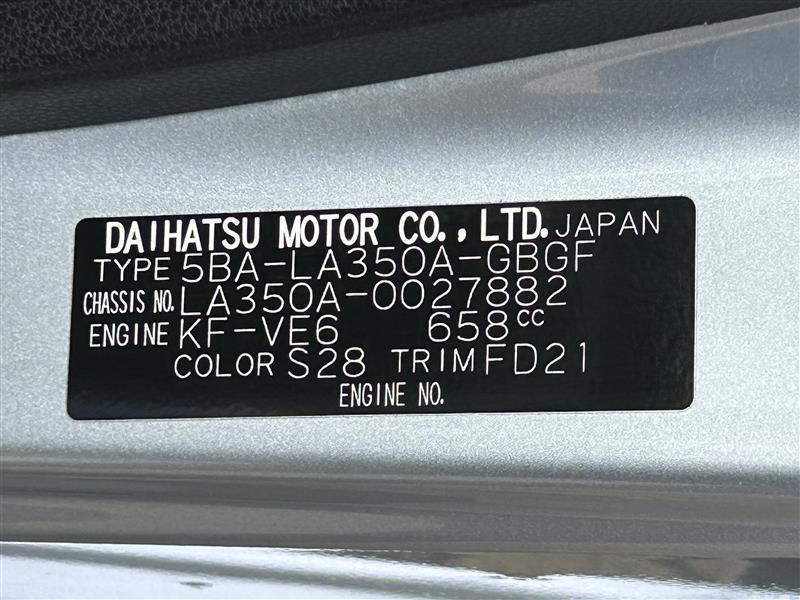 DAIHATSU MOTOR CO., LTD. JAPAN
TYPE 5BA-LA350A-GBGF
CHASSIS NO. LA350A-0027882
ENGINE KF-VE6 658cc
COLOR S28 TRIM FD21
ENGINE NO.